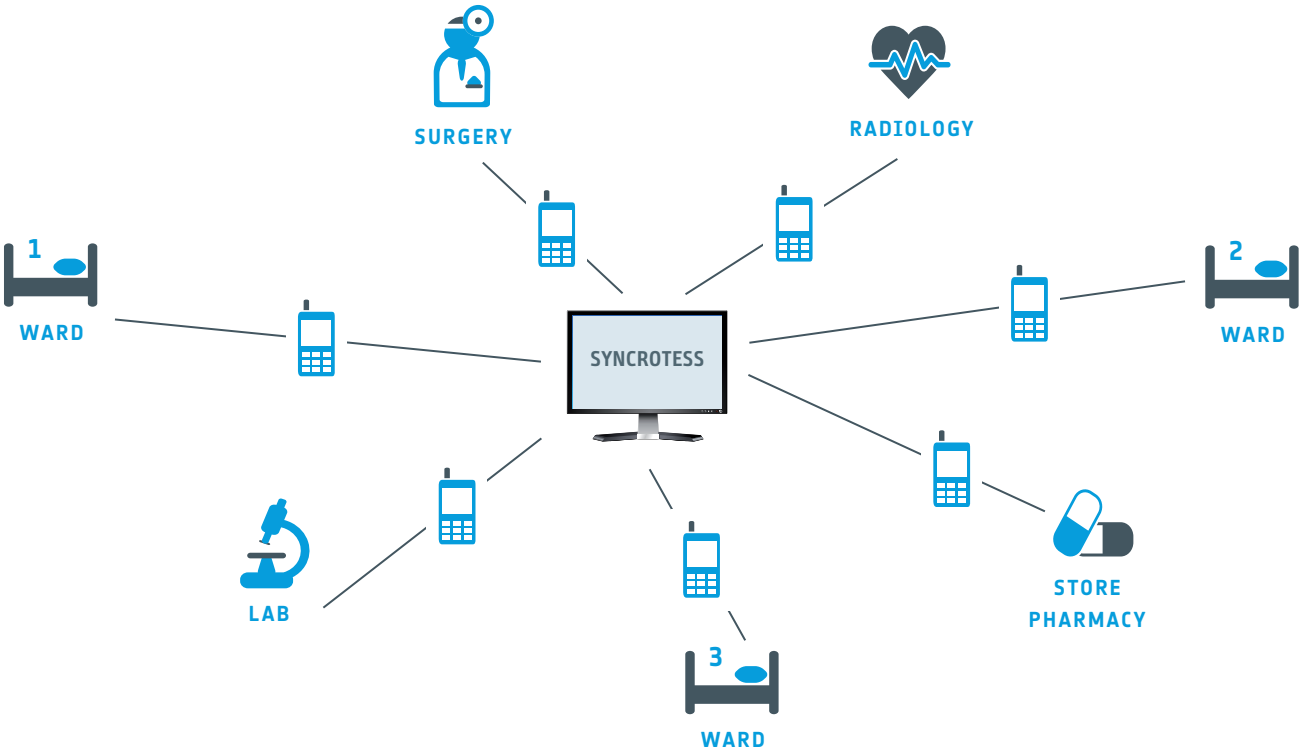 SURGERY
RADIOLOGY
1
WARD
2
WARD
SYNCROTESS
LAB
STORE
PHARMACY
3
WARD